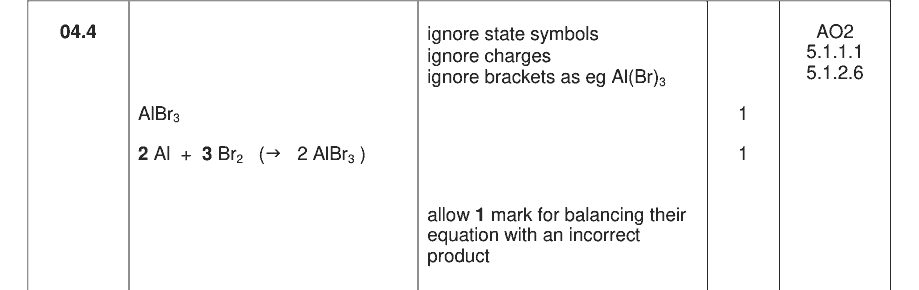 04.4
ignore state symbols
ignore charges
ignore brackets as eg Al(Br)₃
AO2
5.1.1.1
5.1.2.6
AlBr₃
1
2 Al + 3 Br₂ (→ 2 AlBr₃ )
1
allow 1 mark for balancing their
equation with an incorrect
product